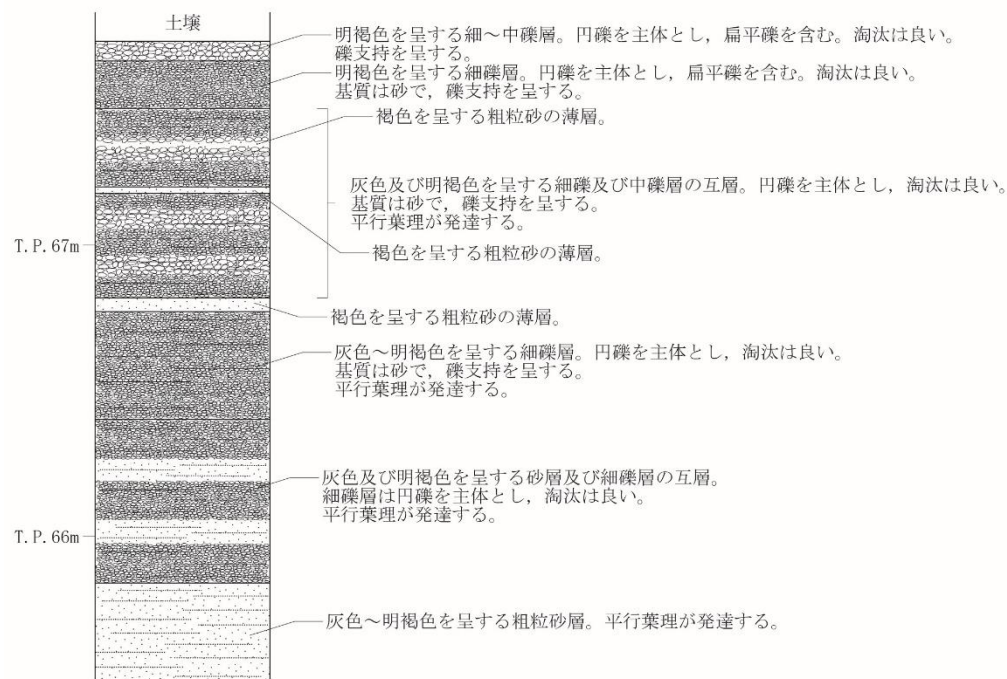 土壌
明褐色を呈する細～中礫層。円礫を主体とし，扁平礫を含む。淘汰は良い。
礫支持を呈する。
明褐色を呈する細礫層。円礫を主体とし，扁平礫を含む。淘汰は良い。
基質は砂で，礫支持を呈する。
褐色を呈する粗粒砂の薄層。
灰色及び明褐色を呈する細礫及び中礫層の互層。円礫を主体とし，淘汰は良い。
基質は砂で，礫支持を呈する。
平行葉理が発達する。
T.P.67m
褐色を呈する粗粒砂の薄層。
褐色を呈する粗粒砂の薄層。
灰色～明褐色を呈する細礫層。円礫を主体とし，淘汰は良い。
基質は砂で，礫支持を呈する。
平行葉理が発達する。
灰色及び明褐色を呈する砂層及び細礫層の互層。
細礫層は円礫を主体とし，淘汰は良い。
平行葉理が発達する。
T.P.66m
灰色～明褐色を呈する粗粒砂層。平行葉理が発達する。